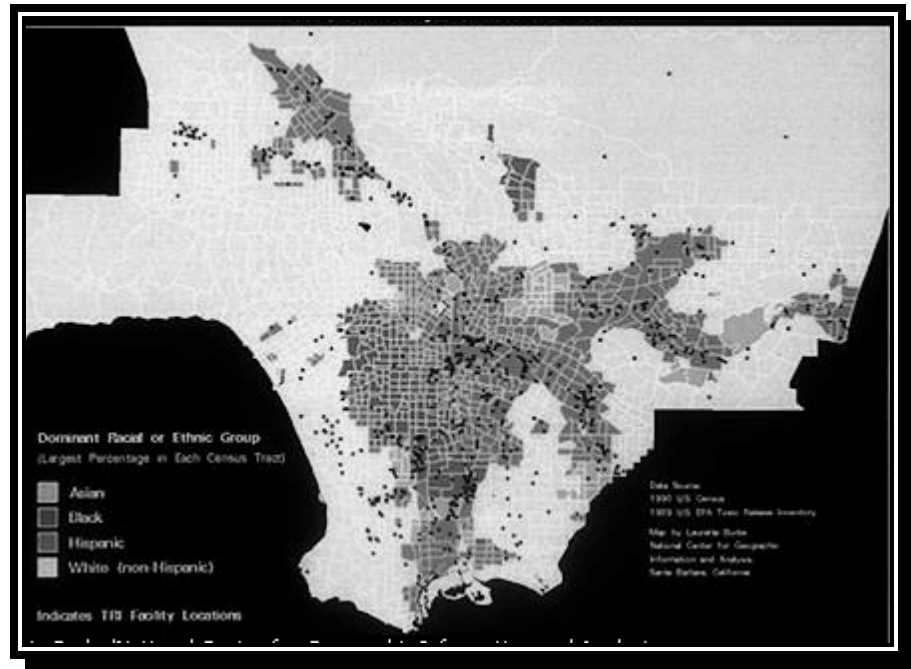 Dominant Racial or Ethnic Group
(Largest Percentage in Each Census Tract)
Asian
Black
Hispanic
White (non-Hispanic)
Indicates TRI Facility Locations
Data Source
1990 US Census
1989 US EPA Toxic Release Inventory
Map by
National Center for Geographic
Information and Analysis
Santa Barbara, California